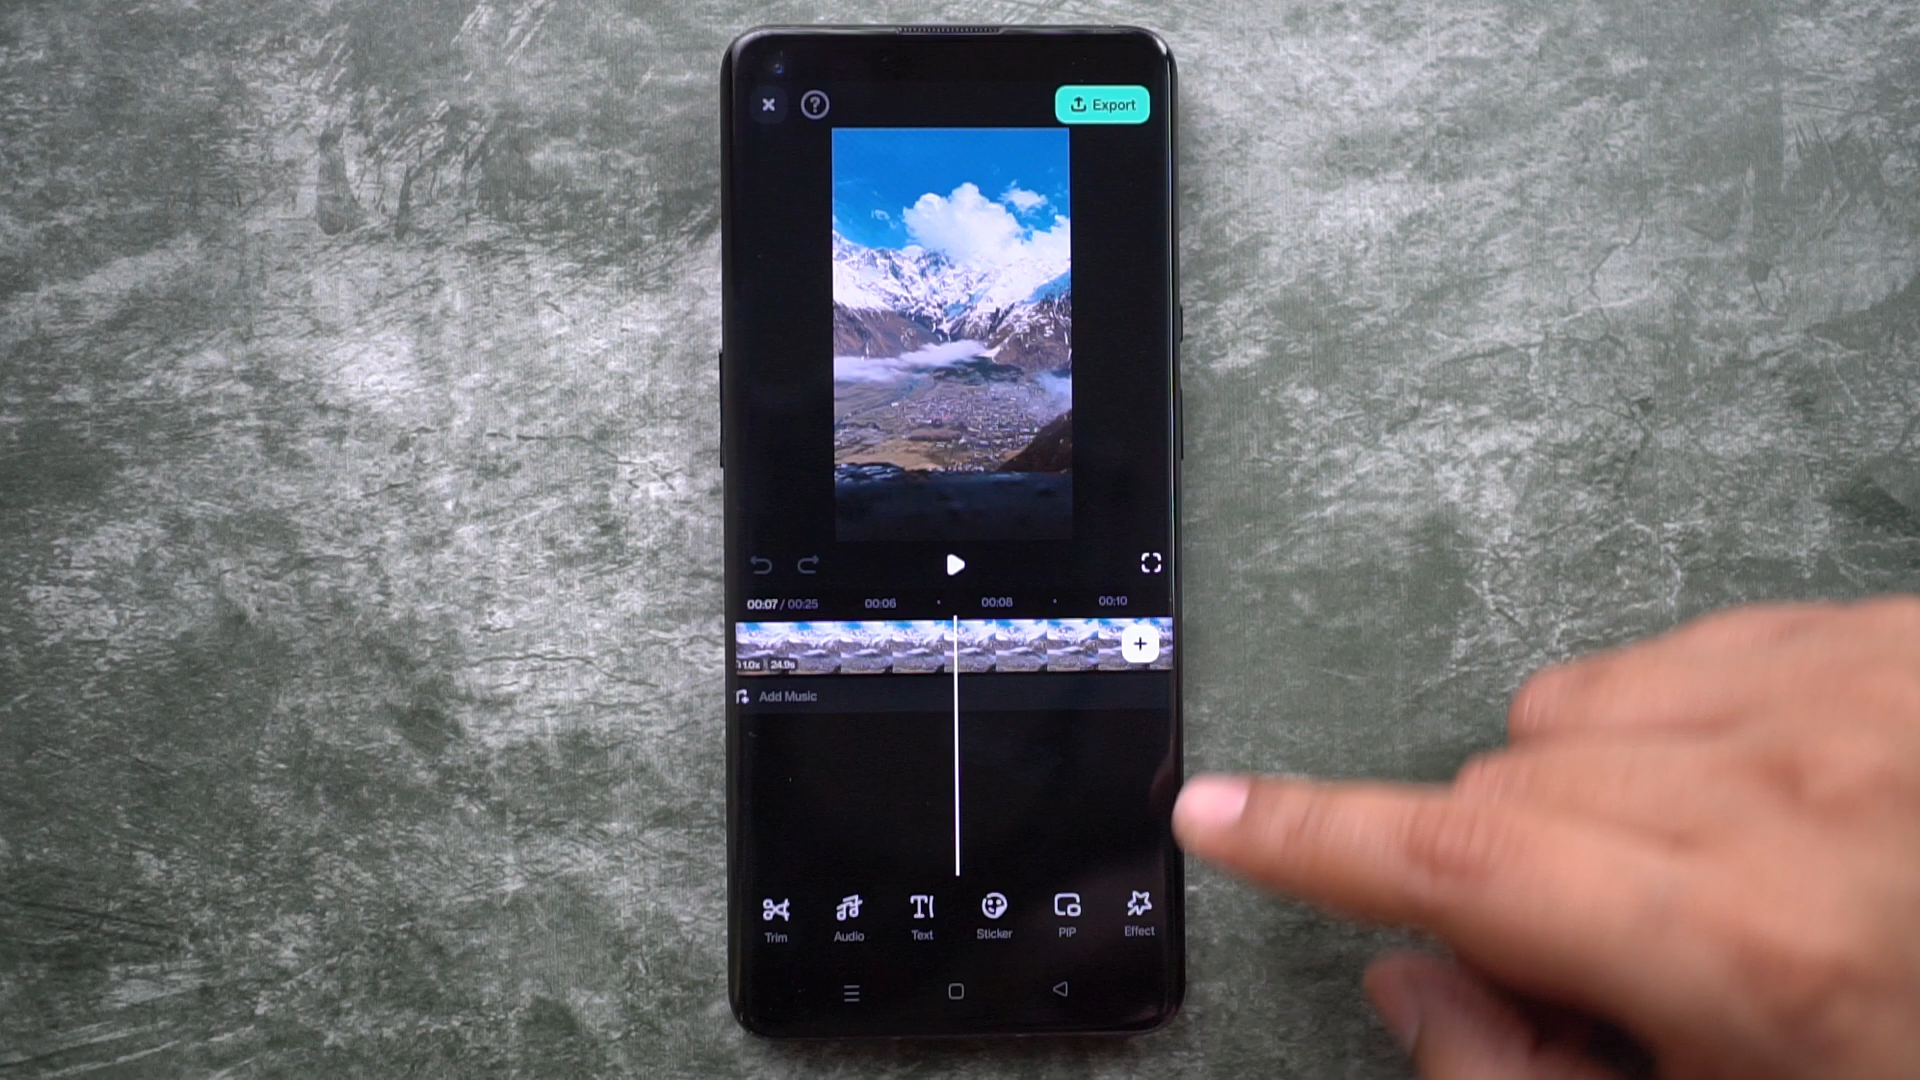 Export
00:07 / 00:25 00:06 00:08 00:10
1.0x 24.9s
Add Music
Trim Audio Text Sticker PIP Effect